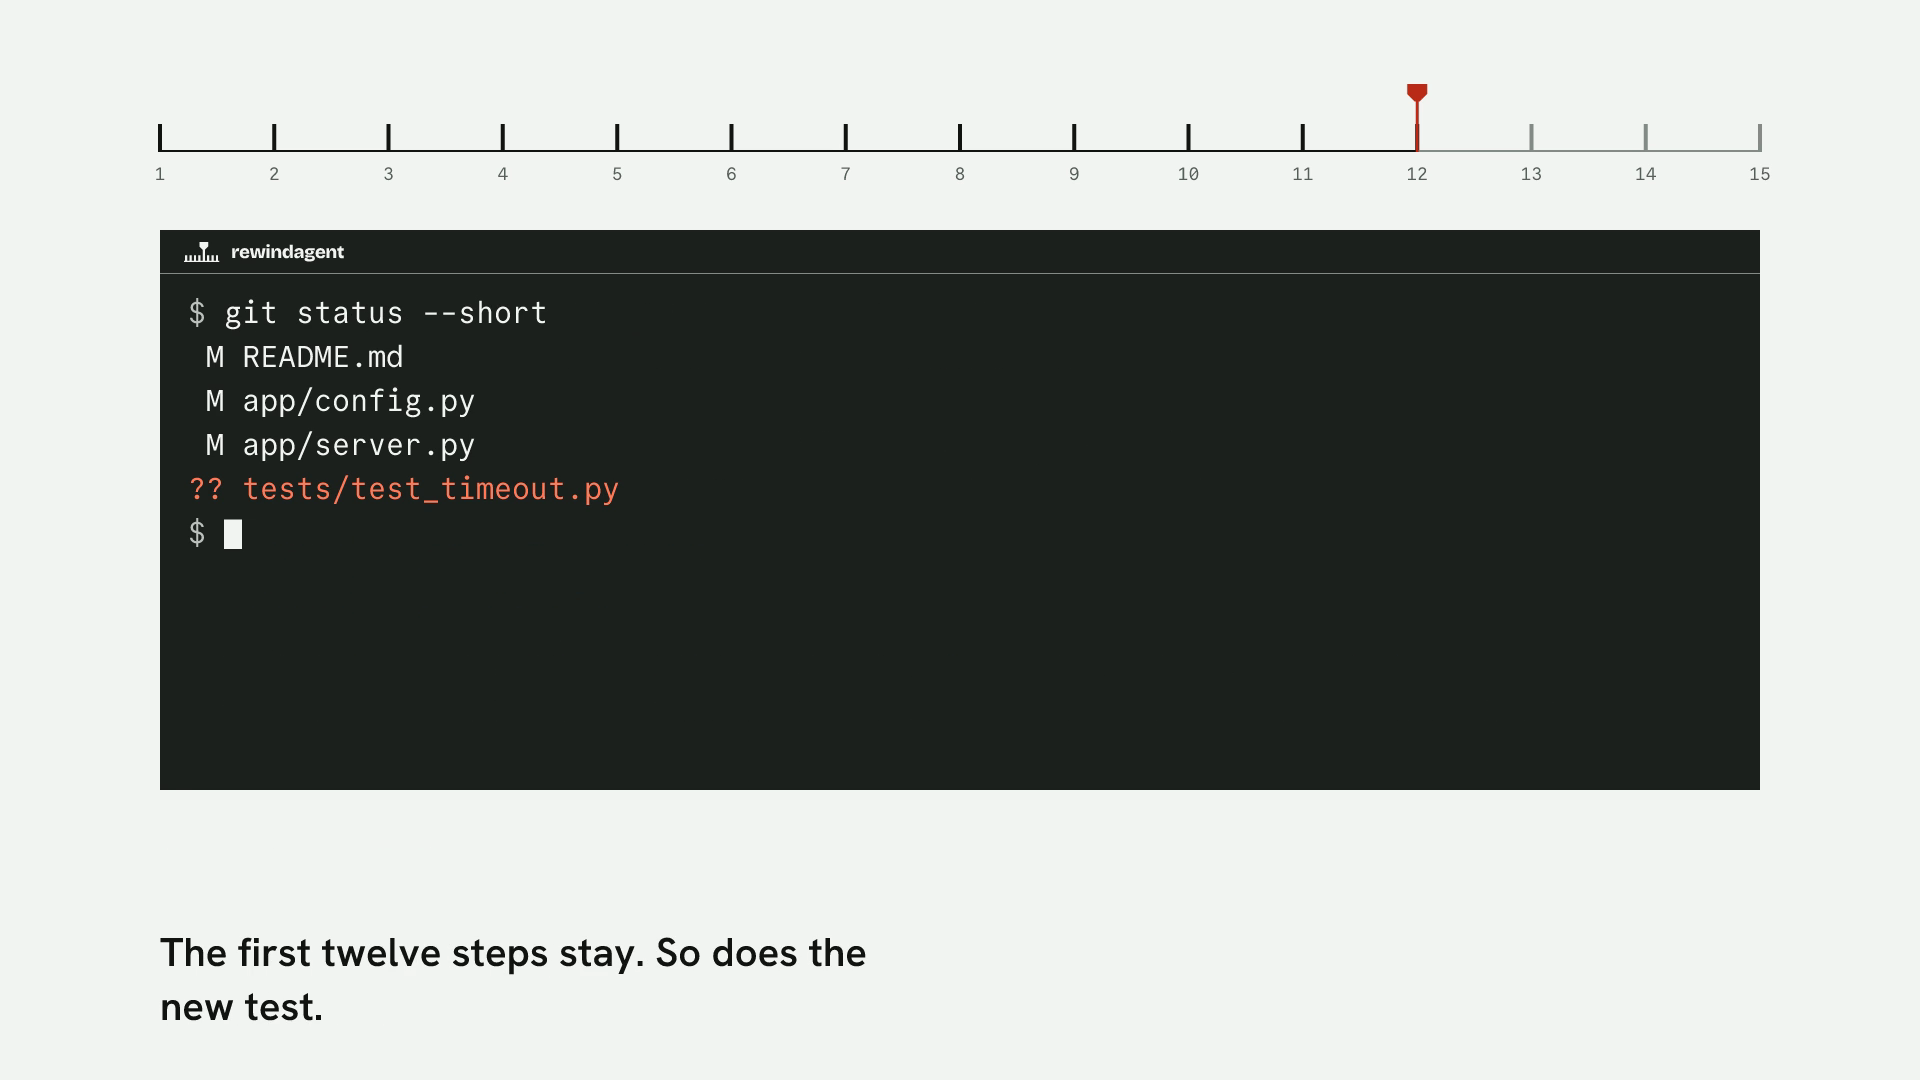 1 2 3 4 5 6 7 8 9 10 11 12 13 14 15
rewindagent
$ git status --short
 M README.md
 M app/config.py
 M app/server.py
?? tests/test_timeout.py
$
The first twelve steps stay. So does the
new test.